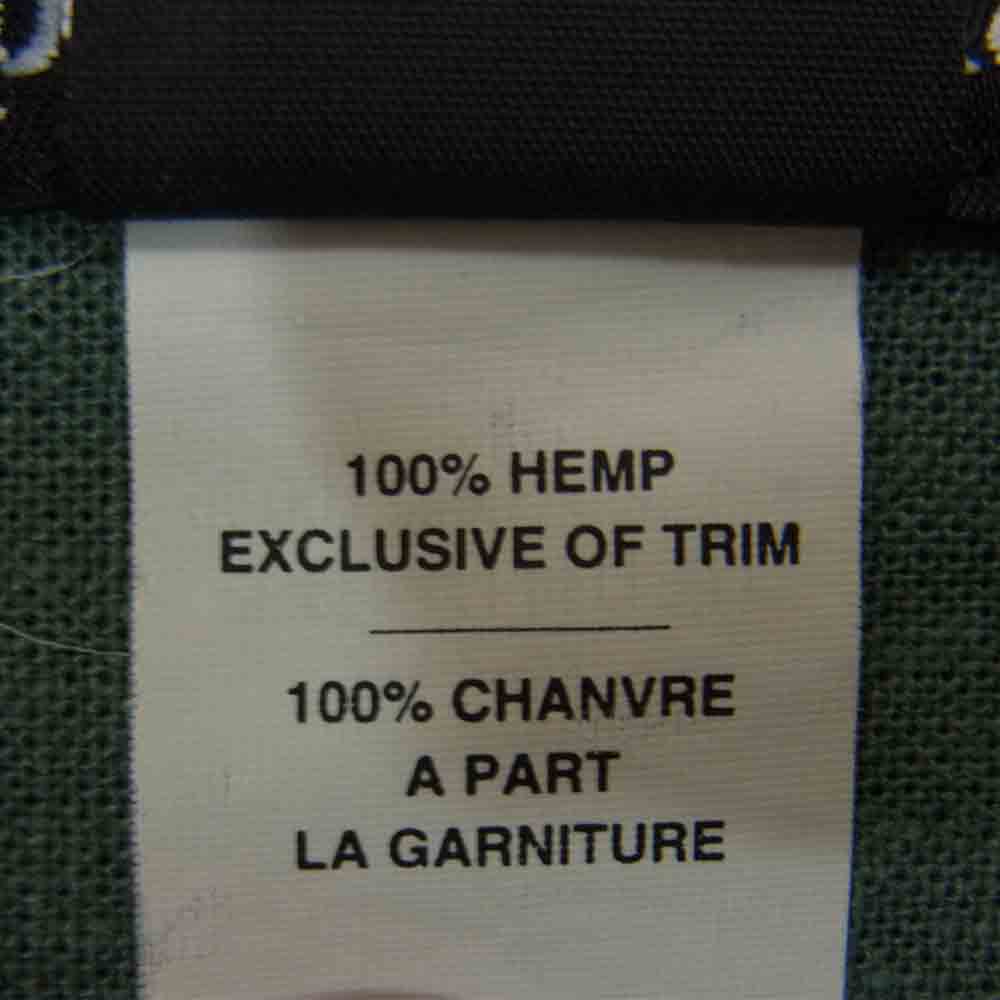 100% HEMP
EXCLUSIVE OF TRIM
100% CHANVRE
A PART
LA GARNITURE